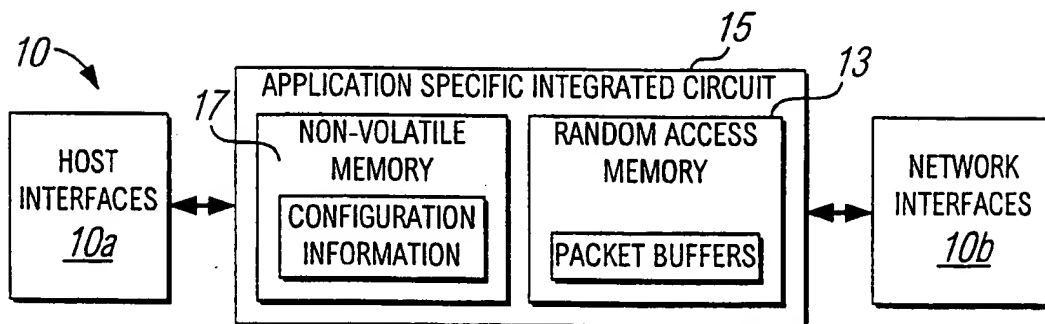 10
15
APPLICATION SPECIFIC INTEGRATED CIRCUIT
13
17
HOST
INTERFACES
10a
NON-VOLATILE
MEMORY
CONFIGURATION
INFORMATION
RANDOM ACCESS
MEMORY
PACKET BUFFERS
NETWORK
INTERFACES
10b